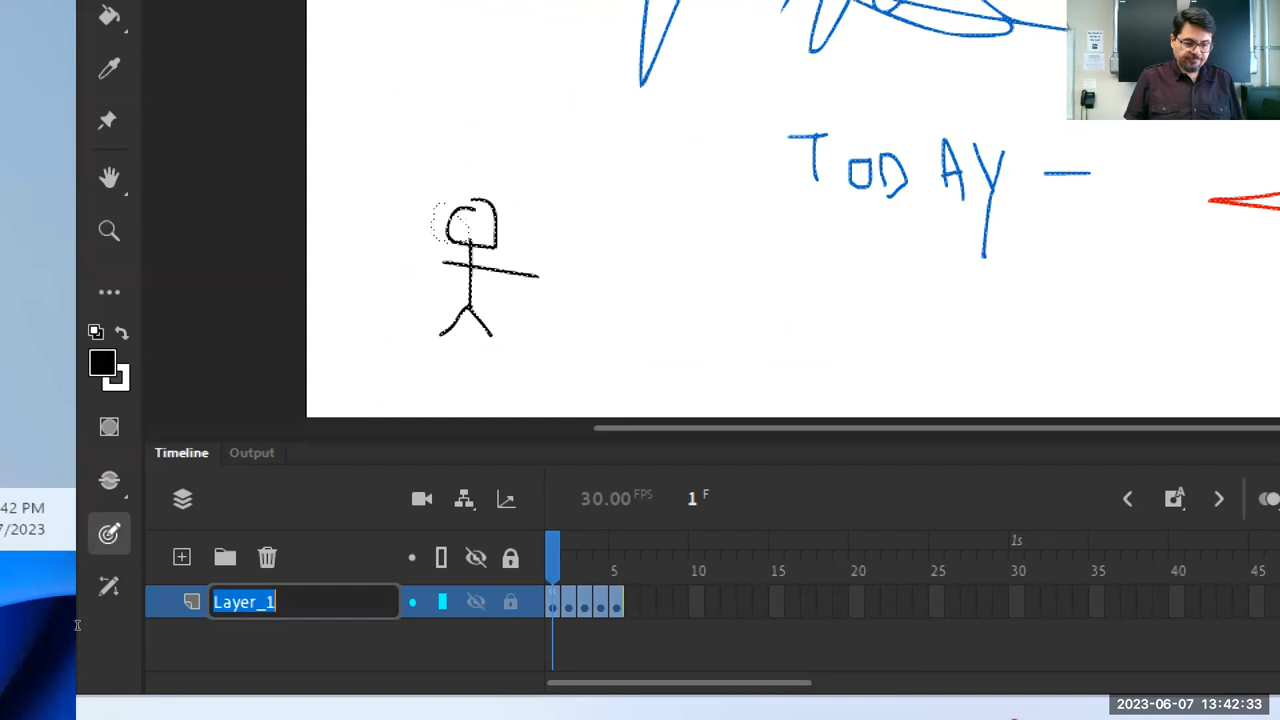 TODAY –
42 PM
7/2023
Timeline Output
30.00 FPS 1 F
1s
5 10 15 20 25 30 35 40 45
Layer_1
2023-06-07 13:42:33